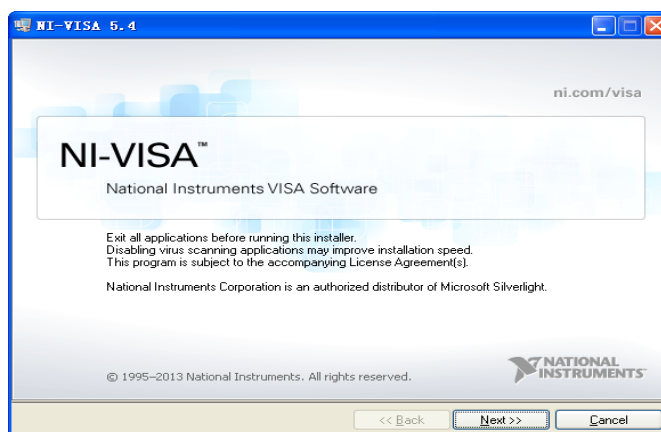 NI-VISA 5.4
ni.com/visa
NI-VISA™
National Instruments VISA Software
Exit all applications before running this installer.
Disabling virus scanning applications may improve installation speed.
This program is subject to the accompanying License Agreement(s).
National Instruments Corporation is an authorized distributor of Microsoft Silverlight.
© 1995–2013 National Instruments. All rights reserved.
NATIONAL
INSTRUMENTS™
<< Back
Next >>
Cancel